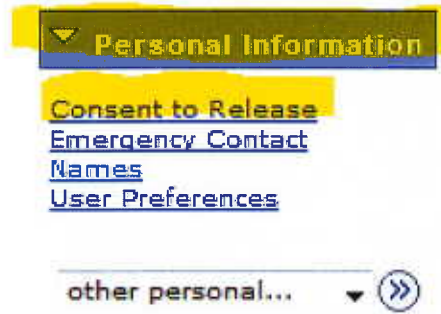 Personal Information
Consent to Release
Emergency Contact
Names
User Preferences
other personal...